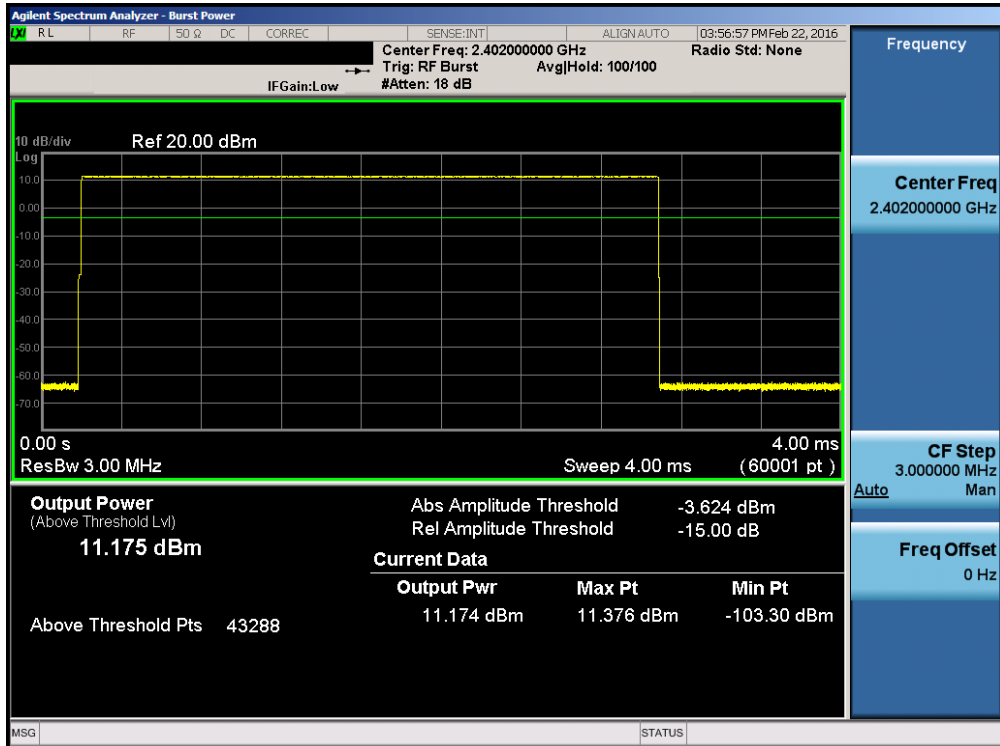 Agilent Spectrum Analyzer - Burst Power
LXI RL RF 50 Ω DC CORREC SENSE:INT ALIGN AUTO 03:56:57 PM Feb 22, 2016
Center Freq: 2.402000000 GHz Radio Std: None
Trig: RF Burst Avg|Hold: 100/100
IFGain:Low #Atten: 18 dB
10 dB/div Ref 20.00 dBm
Log
10.0
0.00
-10.0
-20.0
-30.0
-40.0
-50.0
-60.0
-70.0
0.00 s 4.00 ms
ResBw 3.00 MHz Sweep 4.00 ms (60001 pt)
Output Power
(Above Threshold Lvl)
11.175 dBm
Above Threshold Pts 43288
Abs Amplitude Threshold -3.624 dBm
Rel Amplitude Threshold -15.00 dB
Current Data
Output Pwr Max Pt Min Pt
11.174 dBm 11.376 dBm -103.30 dBm
Frequency
Center Freq
2.402000000 GHz
CF Step
3.000000 MHz
Auto Man
Freq Offset
0 Hz
MSG STATUS